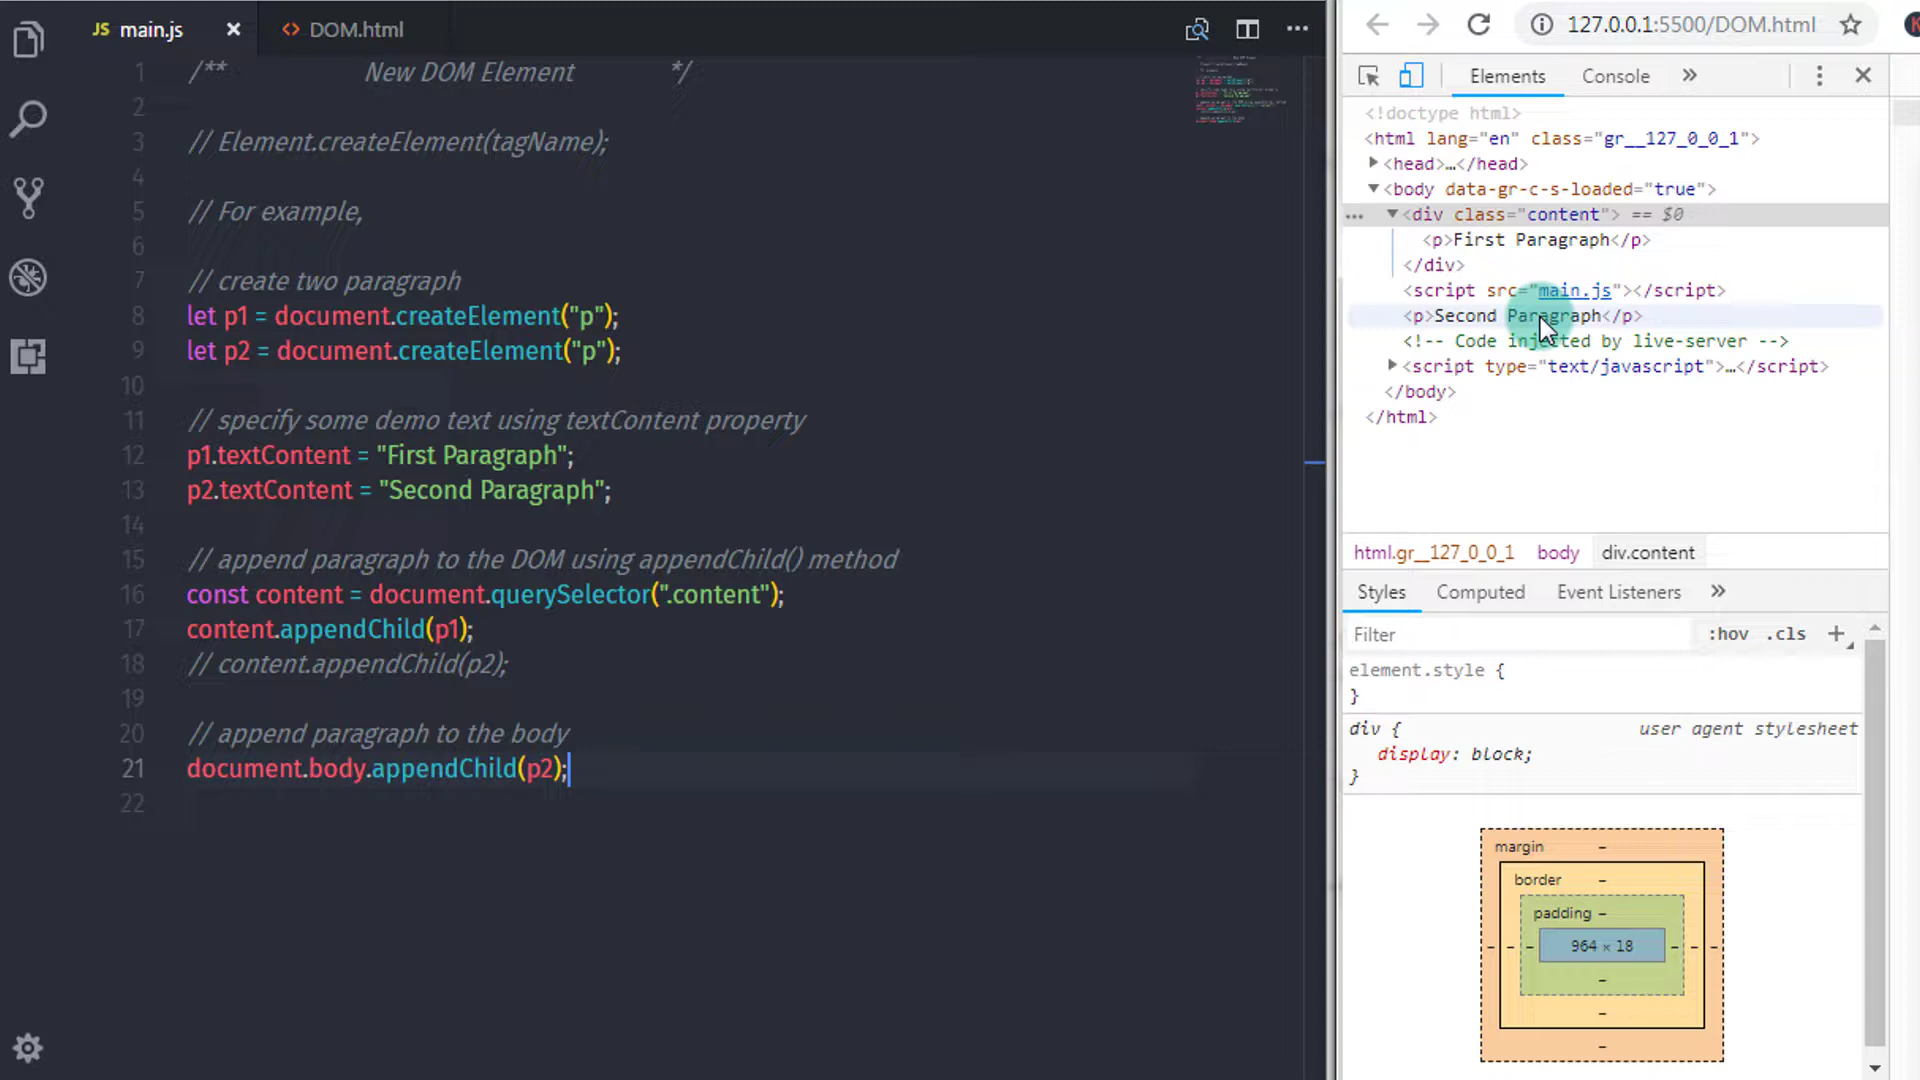 JS main.js × <> DOM.html ···
1 /** New DOM Element */
2
3 // Element.createElement(tagName);
4
5 // For example,
6
7 // create two paragraph
8 let p1 = document.createElement("p");
9 let p2 = document.createElement("p");
10
11 // specify some demo text using textContent property
12 p1.textContent = "First Paragraph";
13 p2.textContent = "Second Paragraph";
14
15 // append paragraph to the DOM using appendChild() method
16 const content = document.querySelector(".content");
17 content.appendChild(p1);
18 // content.appendChild(p2);
19
20 // append paragraph to the body
21 document.body.appendChild(p2);
22
127.0.0.1:5500/DOM.html
Elements Console »
<!doctype html>
<html lang="en" class="gr__127_0_0_1">
<head>…</head>
<body data-gr-c-s-loaded="true">
… <div class="content"> == $0
<p>First Paragraph</p>
</div>
<script src="main.js"></script>
<p>Second Paragraph</p>
<!-- Code injected by live-server -->
<script type="text/javascript">…</script>
</body>
</html>
html.gr__127_0_0_1 body div.content
Styles Computed Event Listeners »
Filter :hov .cls +
element.style {
}
div { user agent stylesheet
display: block;
}
margin –
border –
padding –
– – – 964 × 18 – – –
–
–
–